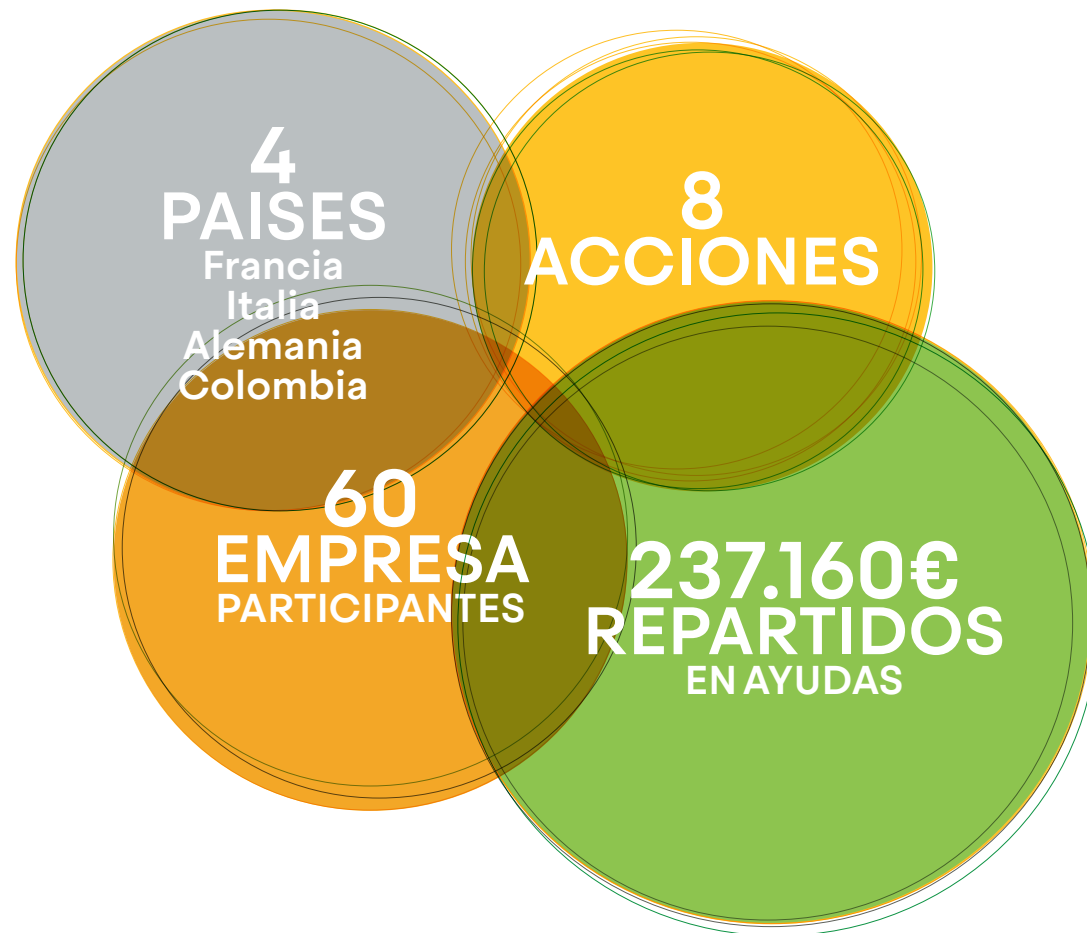 4
PAISES
Francia
Italia
Alemania
Colombia
8
ACCIONES
60
EMPRESA
PARTICIPANTES
237.160€
REPARTIDOS
EN AYUDAS